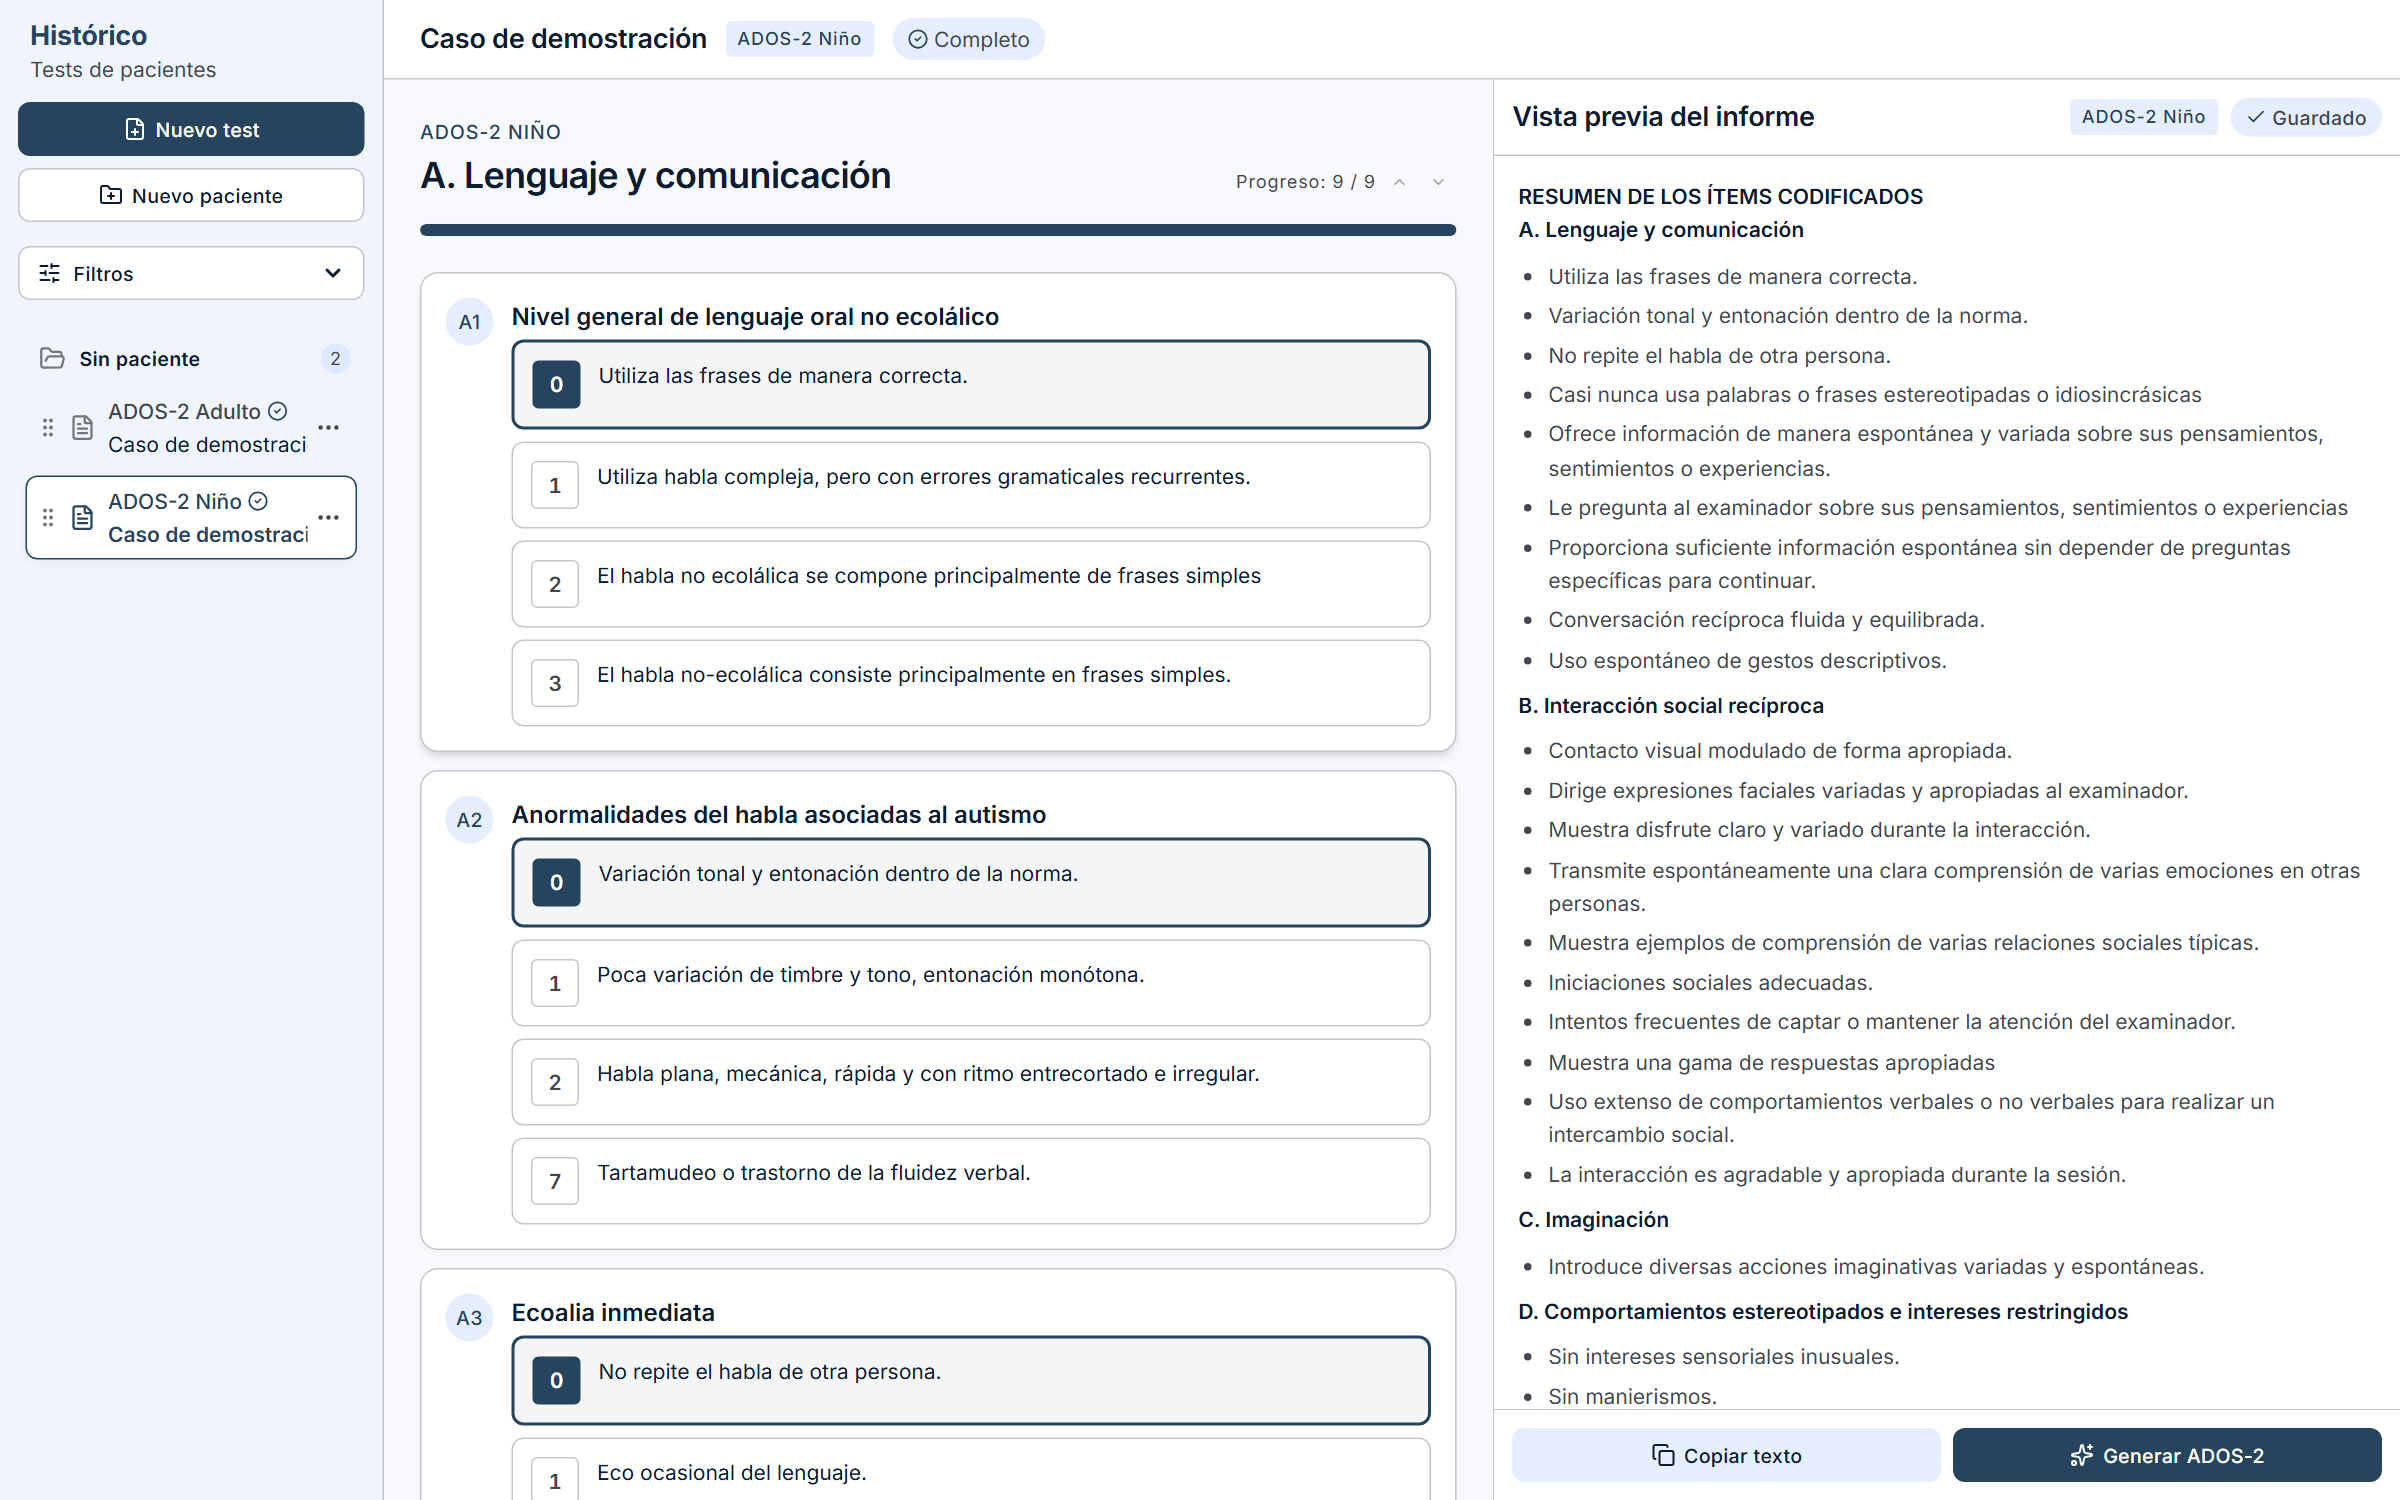 Histórico
Tests de pacientes
Nuevo test
Nuevo paciente
Filtros
Sin paciente
2
ADOS-2 Adulto
Caso de demostraci
ADOS-2 Niño
Caso de demostraci
Caso de demostración
ADOS-2 Niño
Completo
ADOS-2 NIÑO
A. Lenguaje y comunicación
Progreso: 9 / 9
A1
Nivel general de lenguaje oral no ecolálico
0
Utiliza las frases de manera correcta.
1
Utiliza habla compleja, pero con errores gramaticales recurrentes.
2
El habla no ecolálica se compone principalmente de frases simples
3
El habla no-ecolálica consiste principalmente en frases simples.
A2
Anormalidades del habla asociadas al autismo
0
Variación tonal y entonación dentro de la norma.
1
Poca variación de timbre y tono, entonación monótona.
2
Habla plana, mecánica, rápida y con ritmo entrecortado e irregular.
7
Tartamudeo o trastorno de la fluidez verbal.
A3
Ecoalia inmediata
0
No repite el habla de otra persona.
1
Eco ocasional del lenguaje.
Vista previa del informe
ADOS-2 Niño
Guardado
RESUMEN DE LOS ÍTEMS CODIFICADOS
A. Lenguaje y comunicación
• Utiliza las frases de manera correcta.
• Variación tonal y entonación dentro de la norma.
• No repite el habla de otra persona.
• Casi nunca usa palabras o frases estereotipadas o idiosincrásicas
• Ofrece información de manera espontánea y variada sobre sus pensamientos,
sentimientos o experiencias.
• Le pregunta al examinador sobre sus pensamientos, sentimientos o experiencias
• Proporciona suficiente información espontánea sin depender de preguntas
específicas para continuar.
• Conversación recíproca fluida y equilibrada.
• Uso espontáneo de gestos descriptivos.
B. Interacción social recíproca
• Contacto visual modulado de forma apropiada.
• Dirige expresiones faciales variadas y apropiadas al examinador.
• Muestra disfrute claro y variado durante la interacción.
• Transmite espontáneamente una clara comprensión de varias emociones en otras
personas.
• Muestra ejemplos de comprensión de varias relaciones sociales típicas.
• Iniciaciones sociales adecuadas.
• Intentos frecuentes de captar o mantener la atención del examinador.
• Muestra una gama de respuestas apropiadas
• Uso extenso de comportamientos verbales o no verbales para realizar un
intercambio social.
• La interacción es agradable y apropiada durante la sesión.
C. Imaginación
• Introduce diversas acciones imaginativas variadas y espontáneas.
D. Comportamientos estereotipados e intereses restringidos
• Sin intereses sensoriales inusuales.
• Sin manierismos.
Copiar texto
Generar ADOS-2